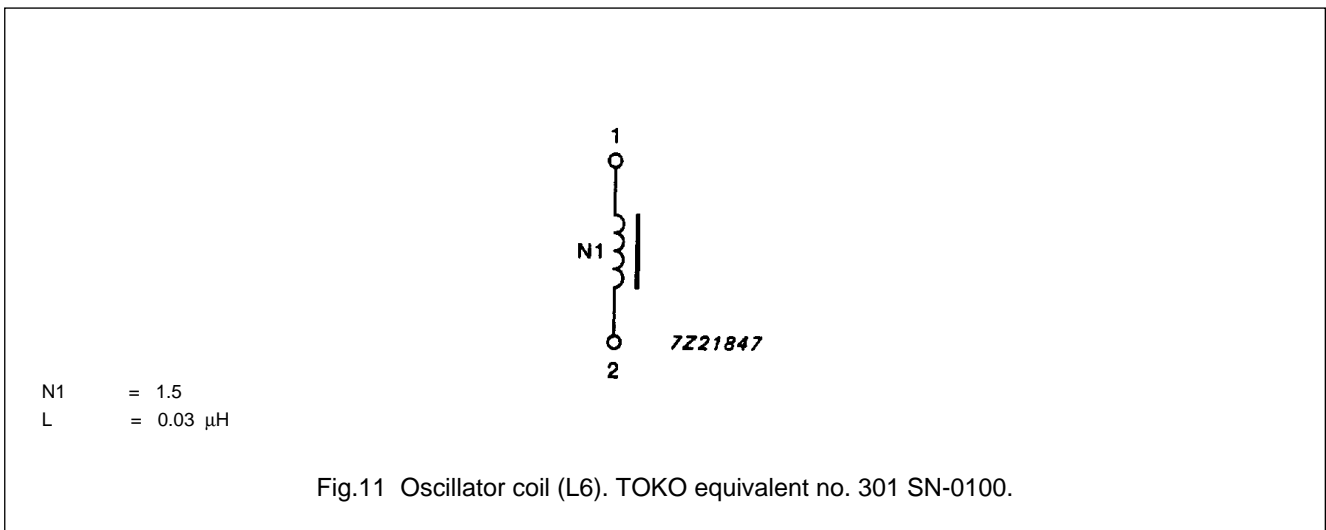 1
N1
7Z21847
2
N1 = 1.5
L = 0.03 μH
Fig.11 Oscillator coil (L6). TOKO equivalent no. 301 SN-0100.